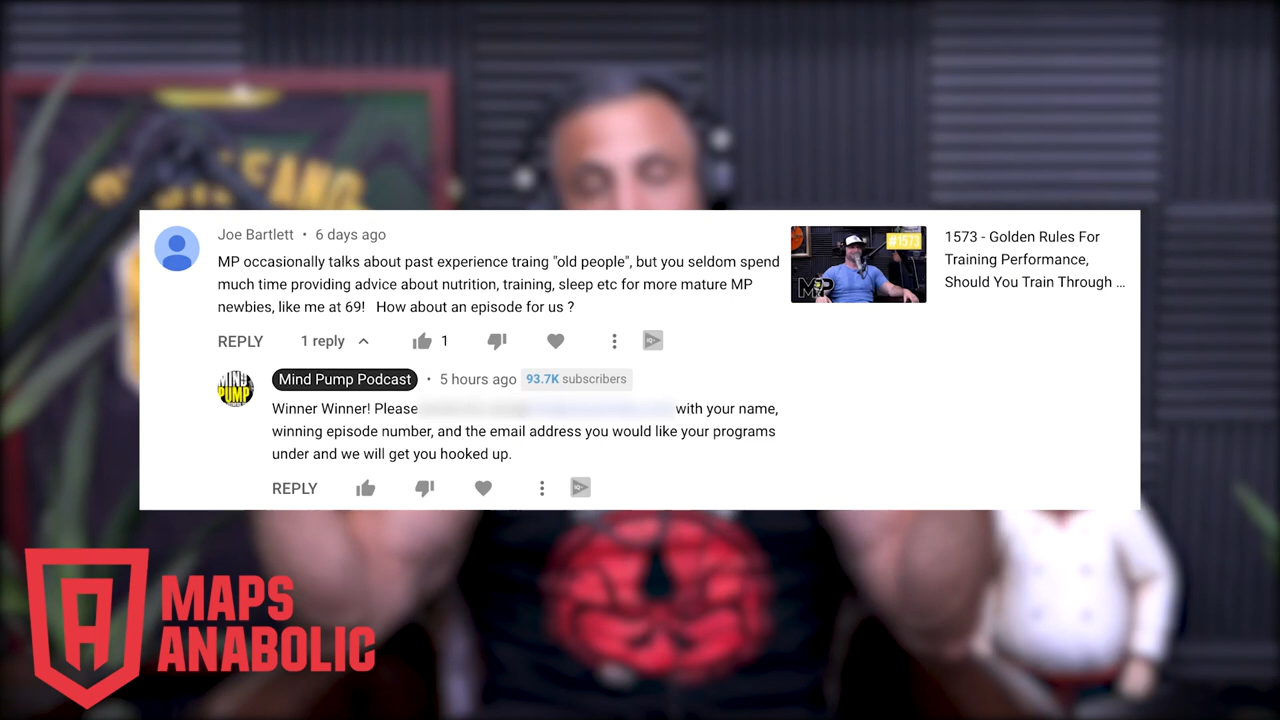 Joe Bartlett • 6 days ago
MP occasionally talks about past experience traing "old people", but you seldom spend
much time providing advice about nutrition, training, sleep etc for more mature MP
newbies, like me at 69! How about an episode for us ?
REPLY 1 reply 1
#1573
MP
1573 - Golden Rules For
Training Performance,
Should You Train Through ...
MIND
PUMP
Mind Pump Podcast • 5 hours ago 93.7K subscribers
Winner Winner! Please with your name,
winning episode number, and the email address you would like your programs
under and we will get you hooked up.
REPLY
A MAPS
ANABOLIC